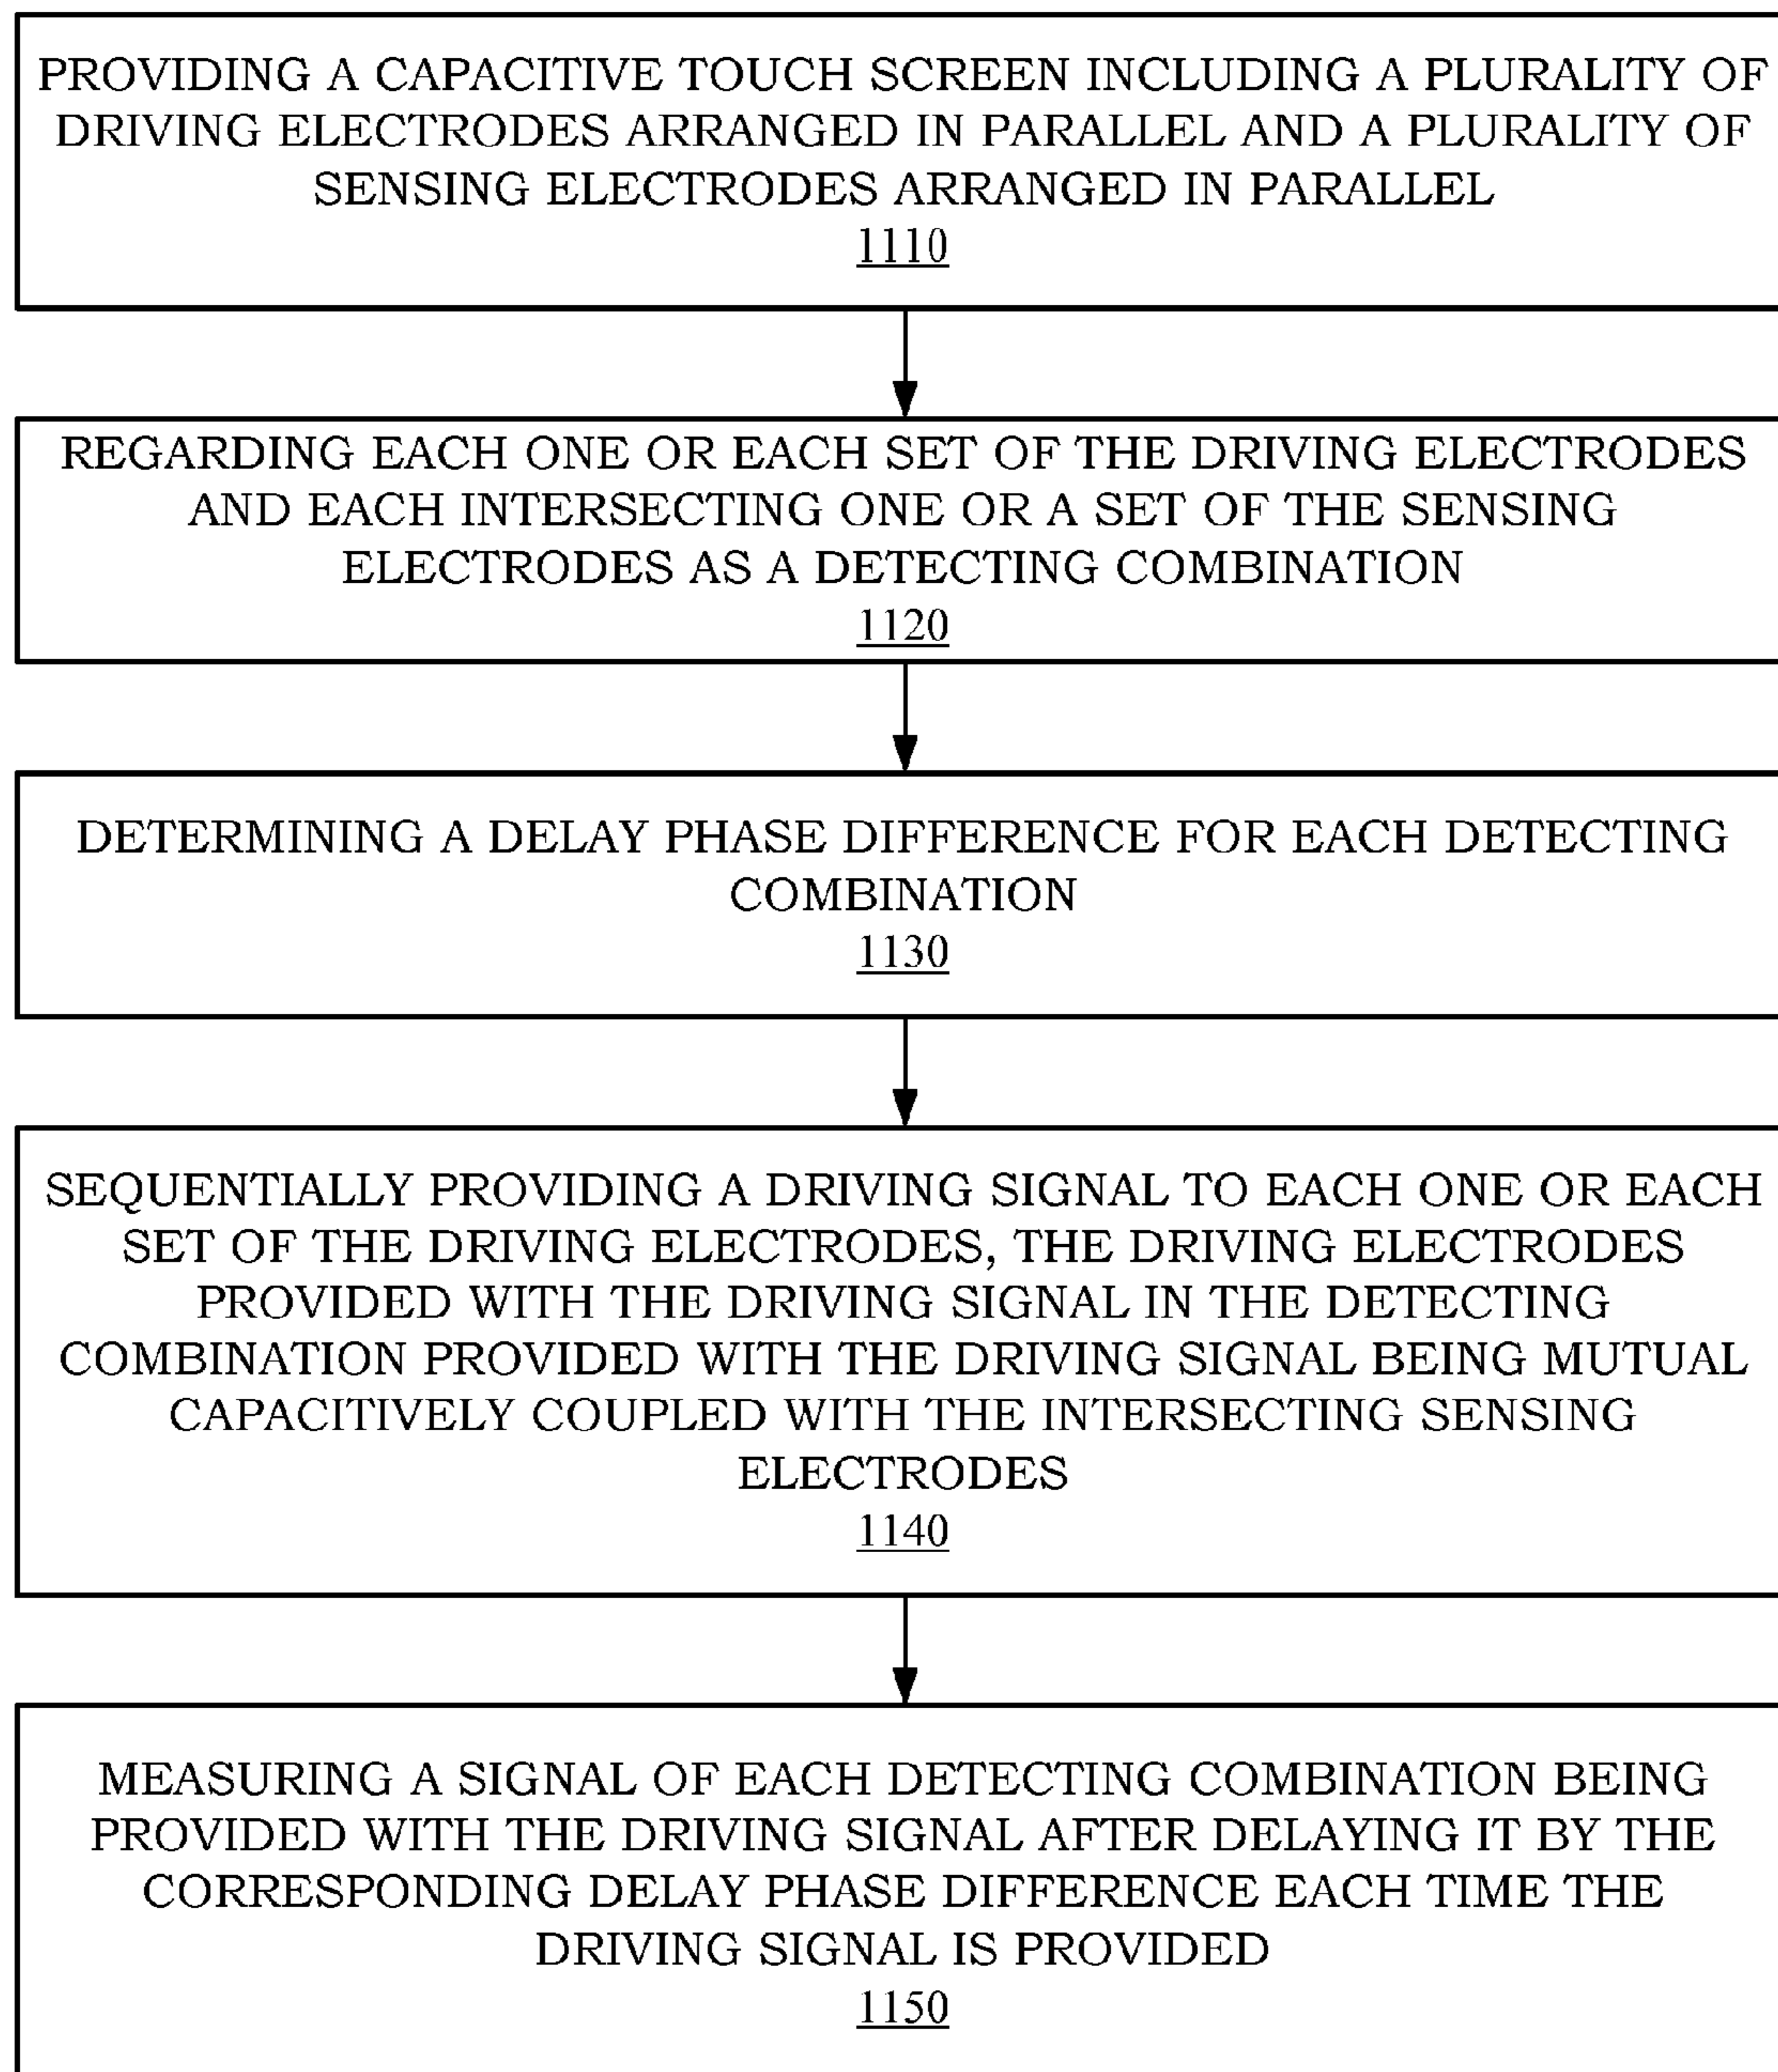 PROVIDING A CAPACITIVE TOUCH SCREEN INCLUDING A PLURALITY OF
DRIVING ELECTRODES ARRANGED IN PARALLEL AND A PLURALITY OF
SENSING ELECTRODES ARRANGED IN PARALLEL
1110
REGARDING EACH ONE OR EACH SET OF THE DRIVING ELECTRODES
AND EACH INTERSECTING ONE OR A SET OF THE SENSING
ELECTRODES AS A DETECTING COMBINATION
1120
DETERMINING A DELAY PHASE DIFFERENCE FOR EACH DETECTING
COMBINATION
1130
SEQUENTIALLY PROVIDING A DRIVING SIGNAL TO EACH ONE OR EACH
SET OF THE DRIVING ELECTRODES, THE DRIVING ELECTRODES
PROVIDED WITH THE DRIVING SIGNAL IN THE DETECTING
COMBINATION PROVIDED WITH THE DRIVING SIGNAL BEING MUTUAL
CAPACITIVELY COUPLED WITH THE INTERSECTING SENSING
ELECTRODES
1140
MEASURING A SIGNAL OF EACH DETECTING COMBINATION BEING
PROVIDED WITH THE DRIVING SIGNAL AFTER DELAYING IT BY THE
CORRESPONDING DELAY PHASE DIFFERENCE EACH TIME THE
DRIVING SIGNAL IS PROVIDED
1150